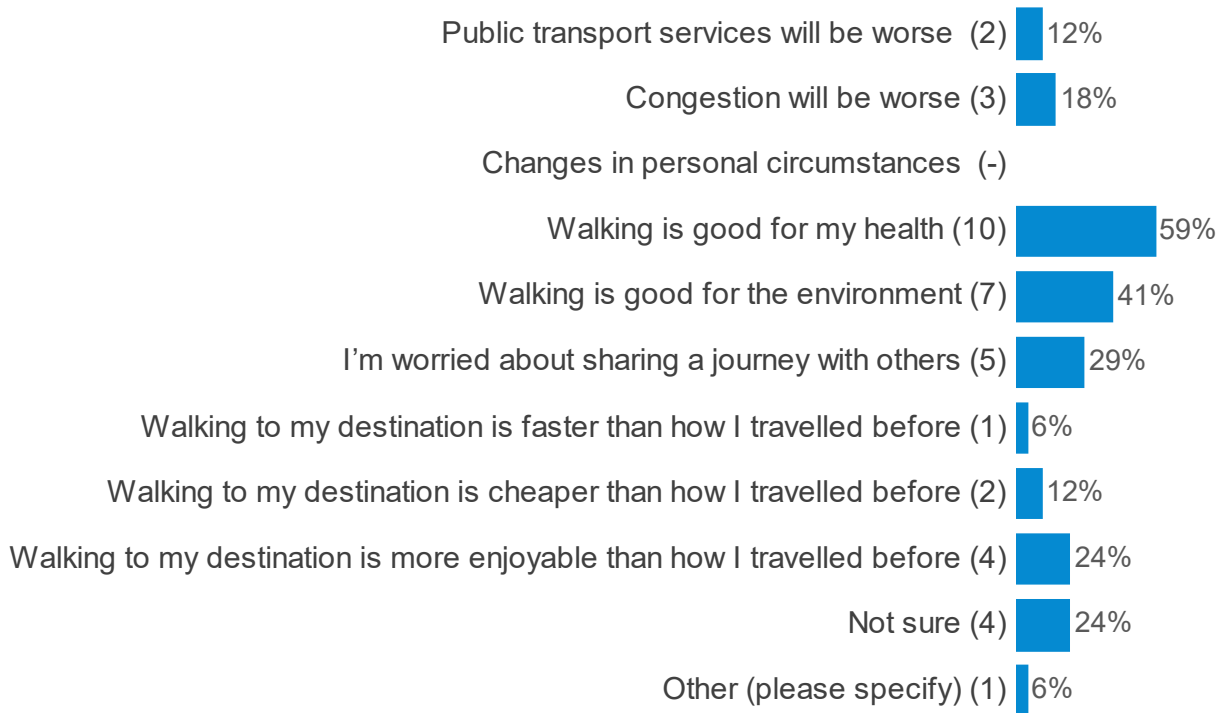 Public transport services will be worse (2) 12%
Congestion will be worse (3) 18%
Changes in personal circumstances (-)
Walking is good for my health (10) 59%
Walking is good for the environment (7) 41%
I’m worried about sharing a journey with others (5) 29%
Walking to my destination is faster than how I travelled before (1) 6%
Walking to my destination is cheaper than how I travelled before (2) 12%
Walking to my destination is more enjoyable than how I travelled before (4) 24%
Not sure (4) 24%
Other (please specify) (1) 6%